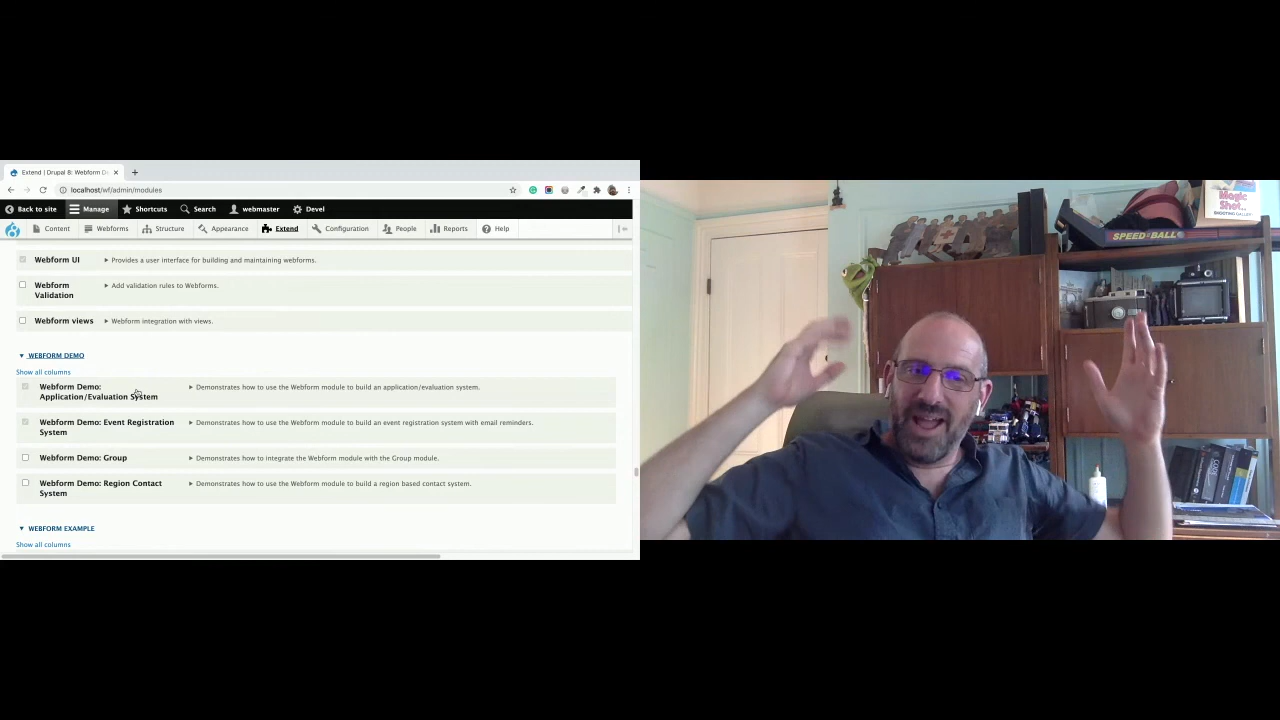 Extend | Drupal 8: Webform D
localhost/wf/admin/modules
Back to site Manage Shortcuts Search webmaster Devel
Content Webforms Structure Appearance Extend Configuration People Reports Help
Webform UI Provides a user interface for building and maintaining webforms.
Webform
Validation Add validation rules to Webforms.
Webform views Webform integration with views.
WEBFORM DEMO
Show all columns
Webform Demo:
Application/Evaluation System Demonstrates how to use the Webform module to build an application/evaluation system.
Webform Demo: Event Registration
System Demonstrates how to use the Webform module to build an event registration system with email reminders.
Webform Demo: Group Demonstrates how to integrate the Webform module with the Group module.
Webform Demo: Region Contact
System Demonstrates how to use the Webform module to build a region based contact system.
WEBFORM EXAMPLE
Show all columns
Magic
Shot
SHOOTING GALLERY
SPEED BALL